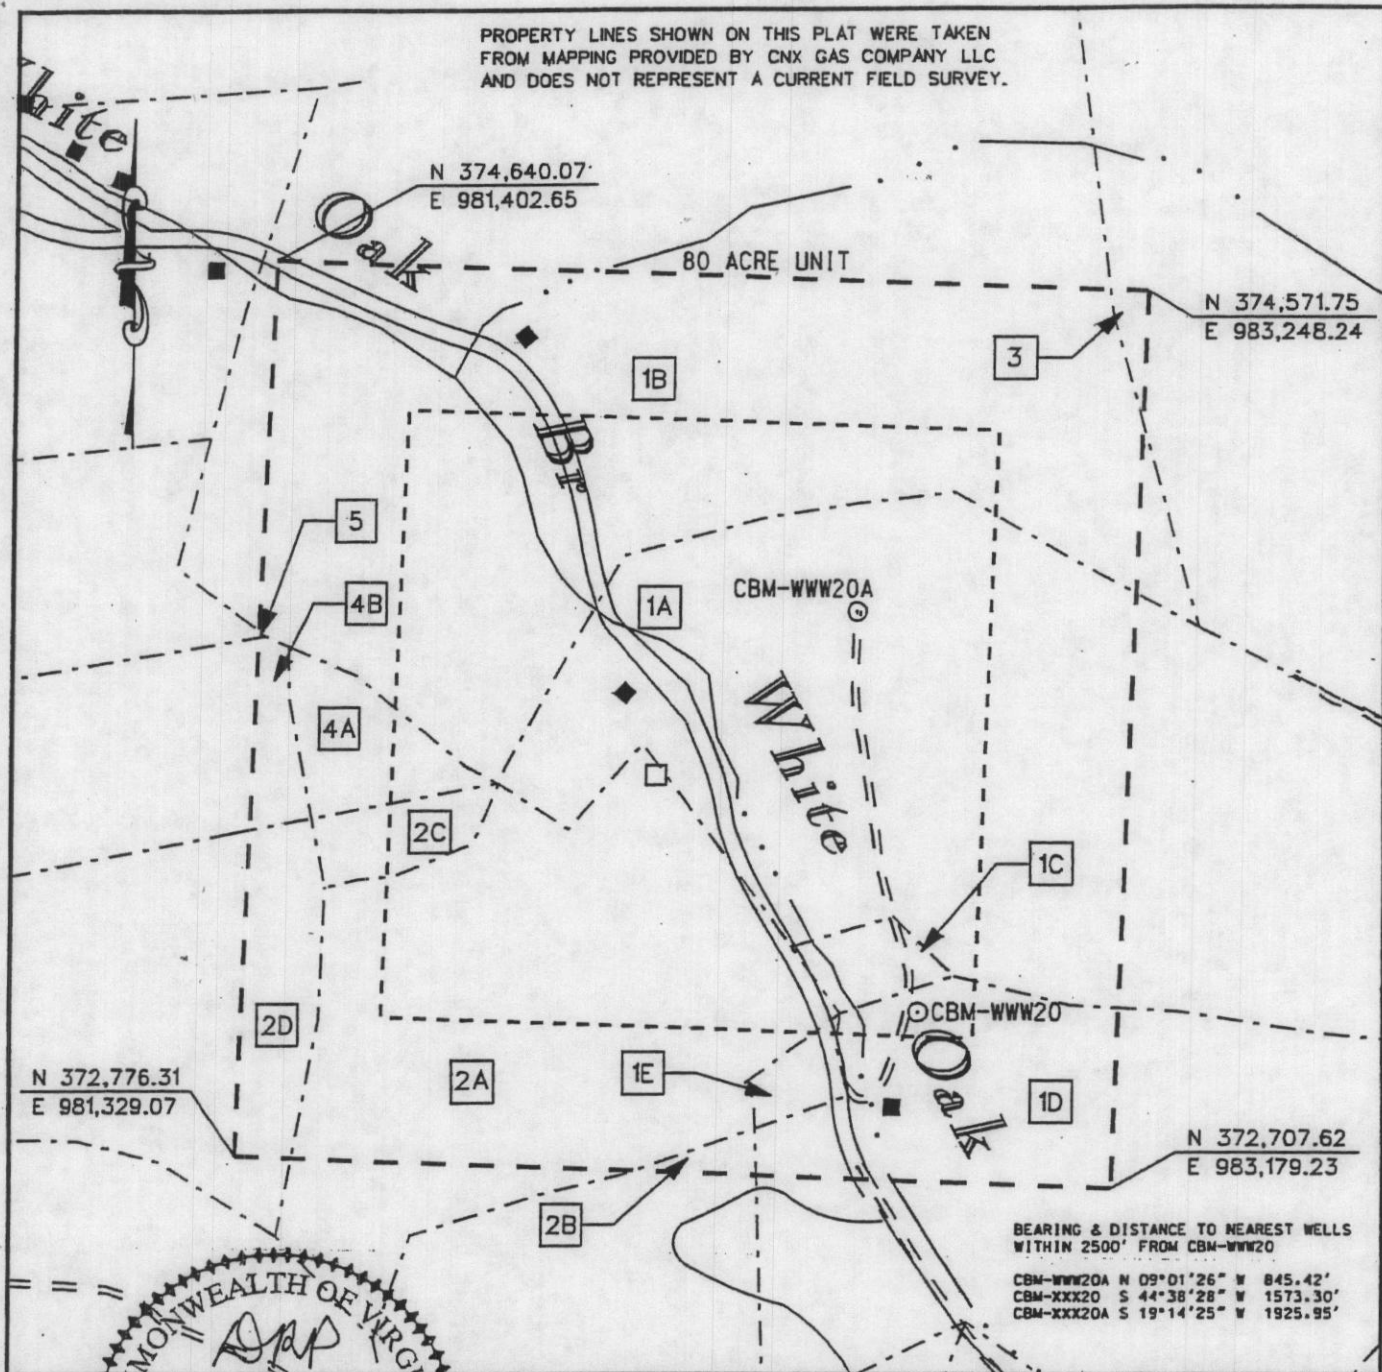 PROPERTY LINES SHOWN ON THIS PLAT WERE TAKEN
FROM MAPPING PROVIDED BY CNX GAS COMPANY LLC
AND DOES NOT REPRESENT A CURRENT FIELD SURVEY.
hite
N 374,640.07
E 981,402.65
Oak
80 ACRE UNIT
N 374,571.75
E 983,248.24
3
1B
Br
5
4B
1A
CBM-WWW20A
White
4A
2C
1C
2D
CBM-WWW20
Oak
N 372,776.31
E 981,329.07
2A
1E
1D
N 372,707.62
E 983,179.23
2B
BEARING & DISTANCE TO NEAREST WELLS
WITHIN 2500' FROM CBM-WWW20
CBM-WWW20A N 09°01'26" W 845.42'
CBM-XXX20 S 44°38'28" W 1573.30'
CBM-XXX20A S 19°14'25" W 1925.95'
MONWEALTH OF VIRG